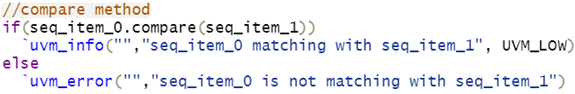 //compare method
if(seq_item_0.compare(seq_item_1))
  `uvm_info("","seq_item_0 matching with seq_item_1", UVM_LOW)
else
  `uvm_error("","seq_item_0 is not matching with seq_item_1")